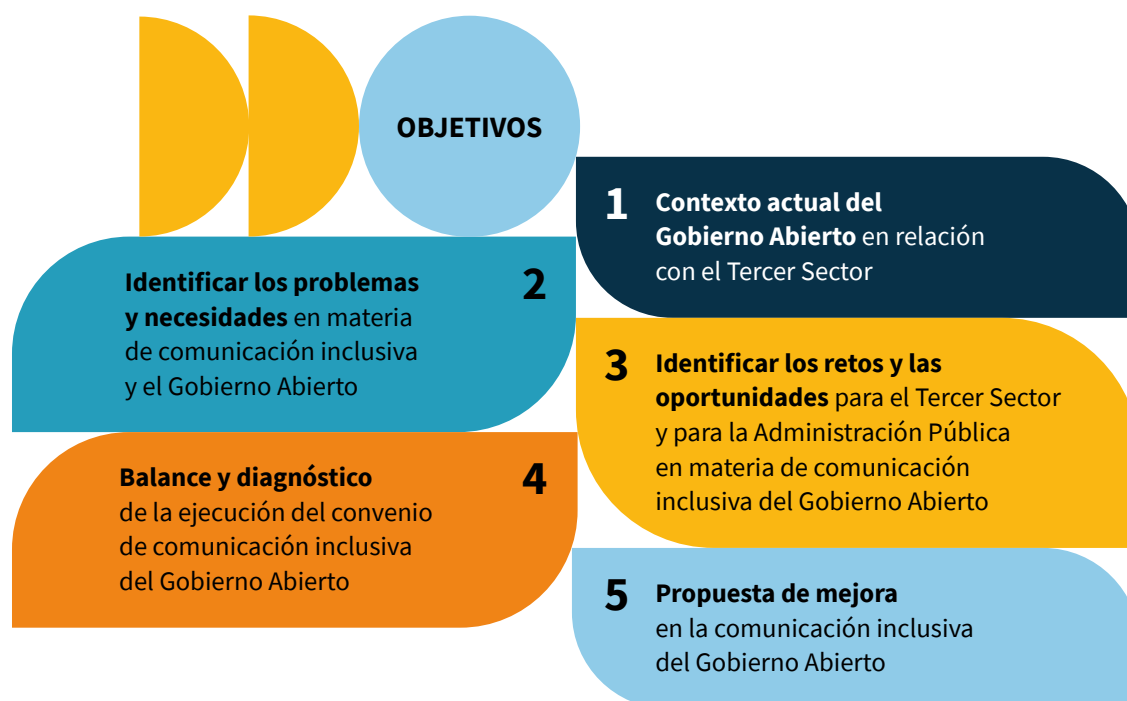 OBJETIVOS
1
Contexto actual del
Gobierno Abierto en relación
con el Tercer Sector
2
Identificar los problemas
y necesidades en materia
de comunicación inclusiva
y el Gobierno Abierto
3
Identificar los retos y las
oportunidades para el Tercer Sector
y para la Administración Pública
en materia de comunicación
inclusiva del Gobierno Abierto
4
Balance y diagnóstico
de la ejecución del convenio
de comunicación inclusiva
del Gobierno Abierto
5
Propuesta de mejora
en la comunicación inclusiva
del Gobierno Abierto